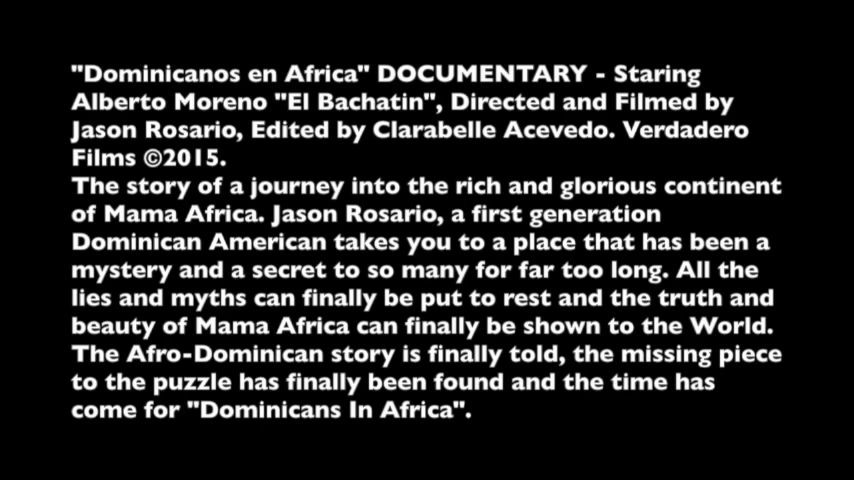 "Dominicanos en Africa" DOCUMENTARY - Staring
Alberto Moreno "El Bachatin", Directed and Filmed by
Jason Rosario, Edited by Clarabelle Acevedo. Verdadero
Films ©2015.
The story of a journey into the rich and glorious continent
of Mama Africa. Jason Rosario, a first generation
Dominican American takes you to a place that has been a
mystery and a secret to so many for far too long. All the
lies and myths can finally be put to rest and the truth and
beauty of Mama Africa can finally be shown to the World.
The Afro-Dominican story is finally told, the missing piece
to the puzzle has finally been found and the time has
come for "Dominicans In Africa".